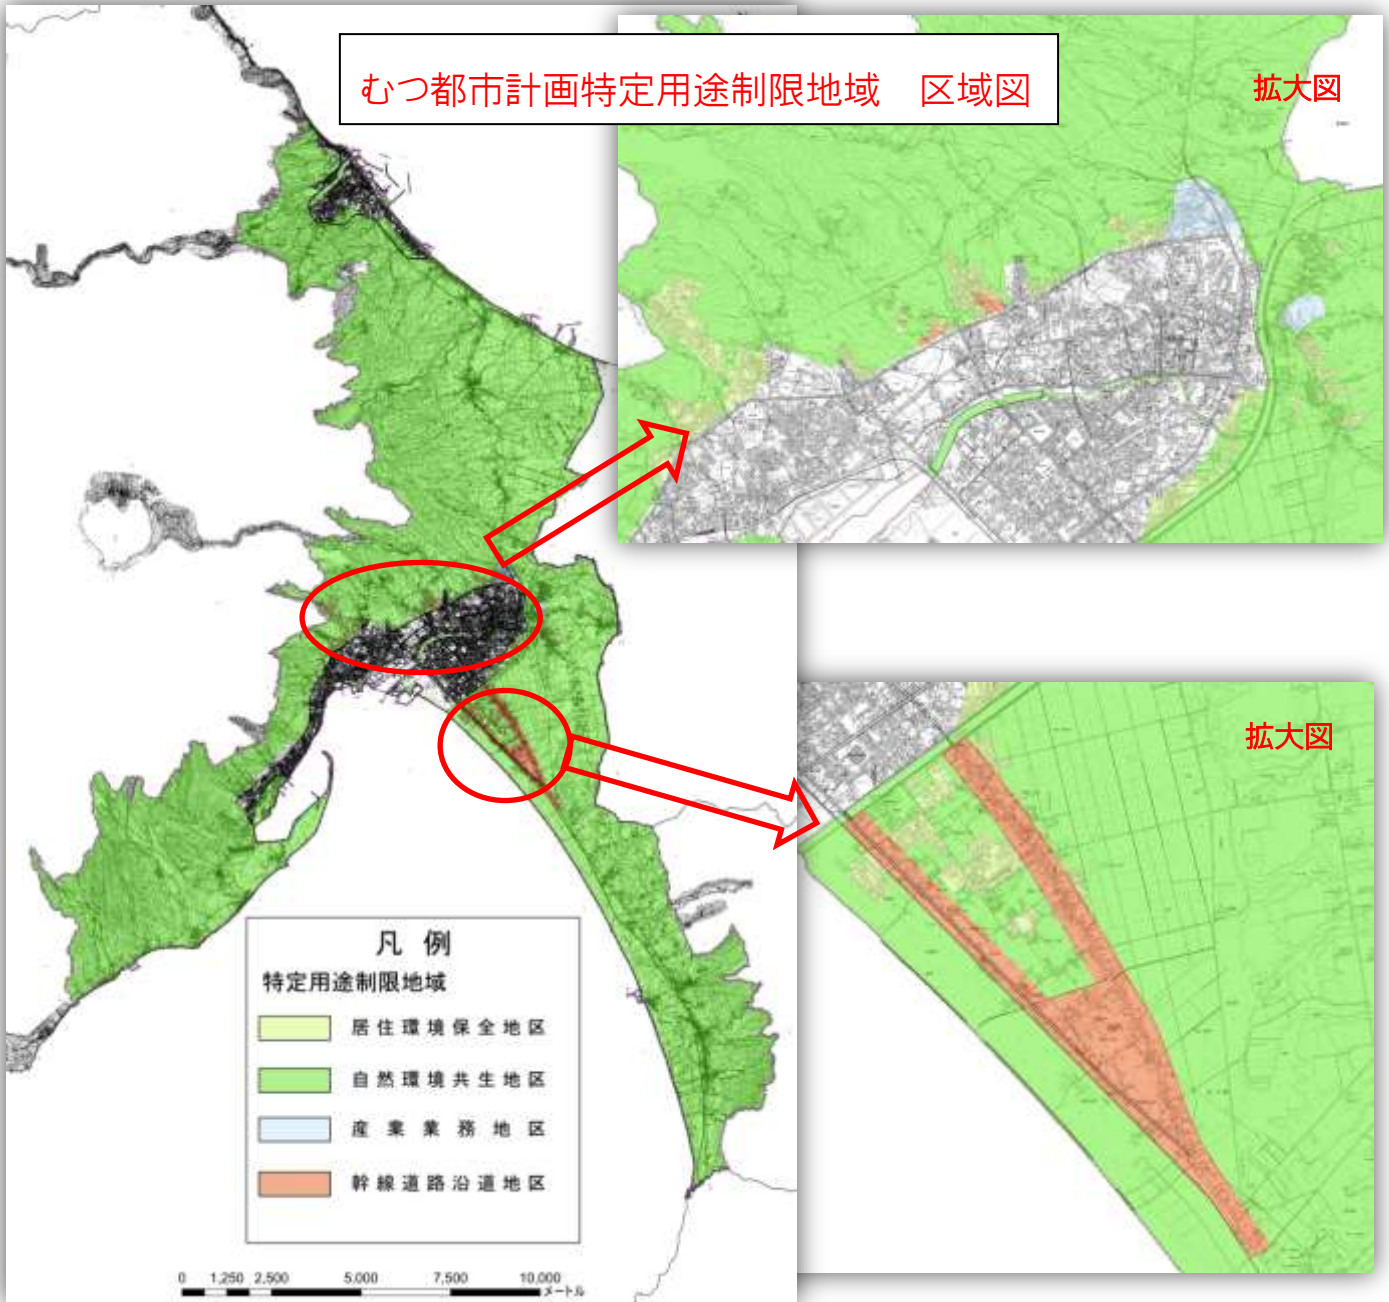 むつ都市計画特定用途制限地域　区域図
拡大図
拡大図
凡 例
特定用途制限地域
居住環境保全地区
自然環境共生地区
産業業務地区
幹線道路沿道地区
0 1,250 2,500 5,000 7,500 10,000
メートル